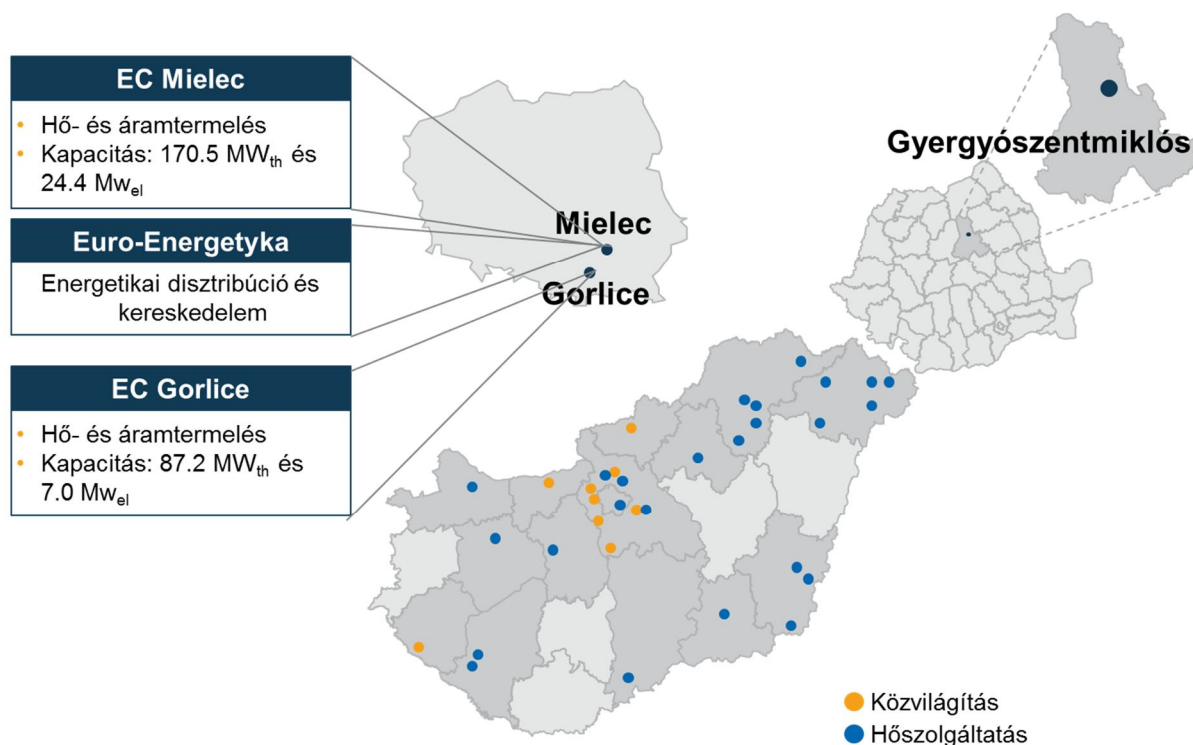 EC Mielec
• Hő- és áramtermelés
• Kapacitás: 170.5 MWth és
24.4 Mwel
Euro-Energetyka
Energetikai disztribúció és
kereskedelem
EC Gorlice
• Hő- és áramtermelés
• Kapacitás: 87.2 MWth és
7.0 Mwel
Mielec
Gorlice
Gyergyószentmiklós
Közvilágítás
Hőszolgáltatás